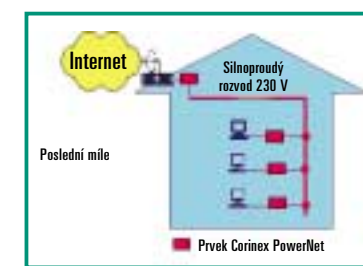 Internet
Silnoproudý
rozvod 230 V
Poslední míle
Prvek Corinex PowerNet